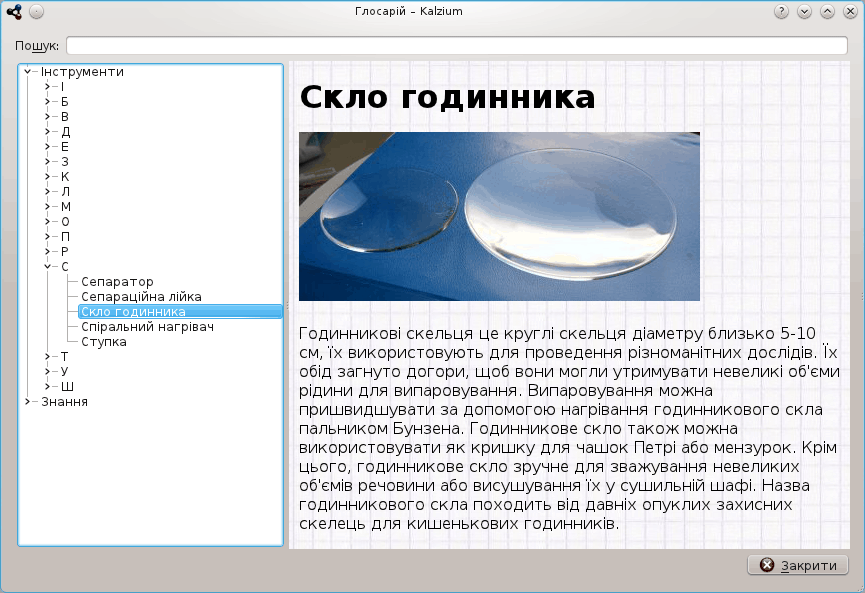 Глосарій – Kalzium
Пошук:
Інструменти
І
Б
В
Д
Е
З
К
Л
М
О
П
Р
С
Сепаратор
Сепараційна лійка
Скло годинника
Спіральний нагрівач
Ступка
Т
У
Ш
Знання
Скло годинника
Годинникові скельця це круглі скельця діаметру близько 5-10
см, їх використовують для проведення різноманітних дослідів. Їх
обід загнуто догори, щоб вони могли утримувати невеликі об'єми
рідини для випаровування. Випаровування можна
пришвидшувати за допомогою нагрівання годинникового скла
пальником Бунзена. Годинникове скло також можна
використовувати як кришку для чашок Петрі або мензурок. Крім
цього, годинникове скло зручне для зважування невеликих
об'ємів речовини або висушування їх у сушильній шафі. Назва
годинникового скла походить від давніх опуклих захисних
скелець для кишенькових годинників.
Закрити